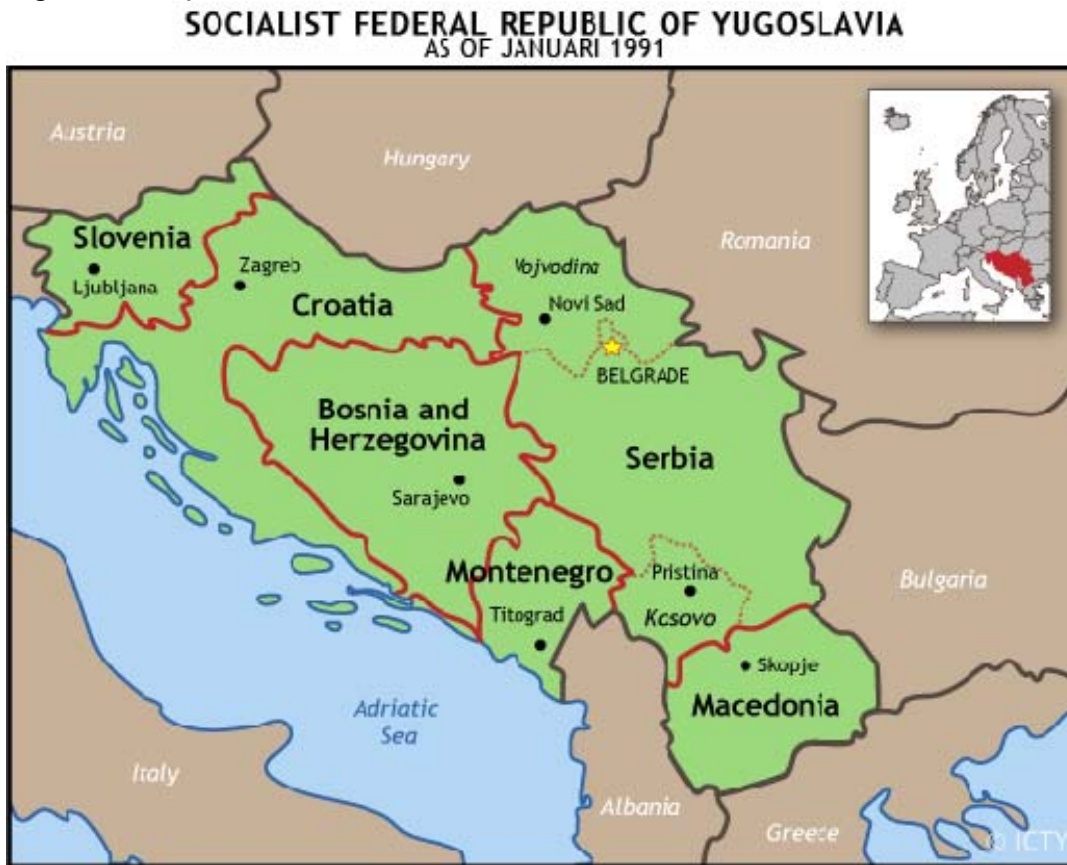 SOCIALIST FEDERAL REPUBLIC OF YUGOSLAVIA
AS OF JANUARI 1991
Austria
Hungary
Romania
Slovenia
Ljubljana
Zagreb
Croatia
Vojvodina
Novi Sad
BELGRADE
Bosnia and
Herzegovina
Sarajevo
Serbia
Montenegro
Titograd
Pristina
Kosovo
Bulgaria
Skopje
Macedonia
Adriatic
Sea
Italy
Albania
Greece
© ICTY